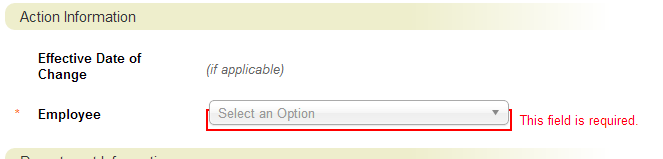 Action Information
Effective Date of
Change
(if applicable)
* Employee
Select an Option
This field is required.